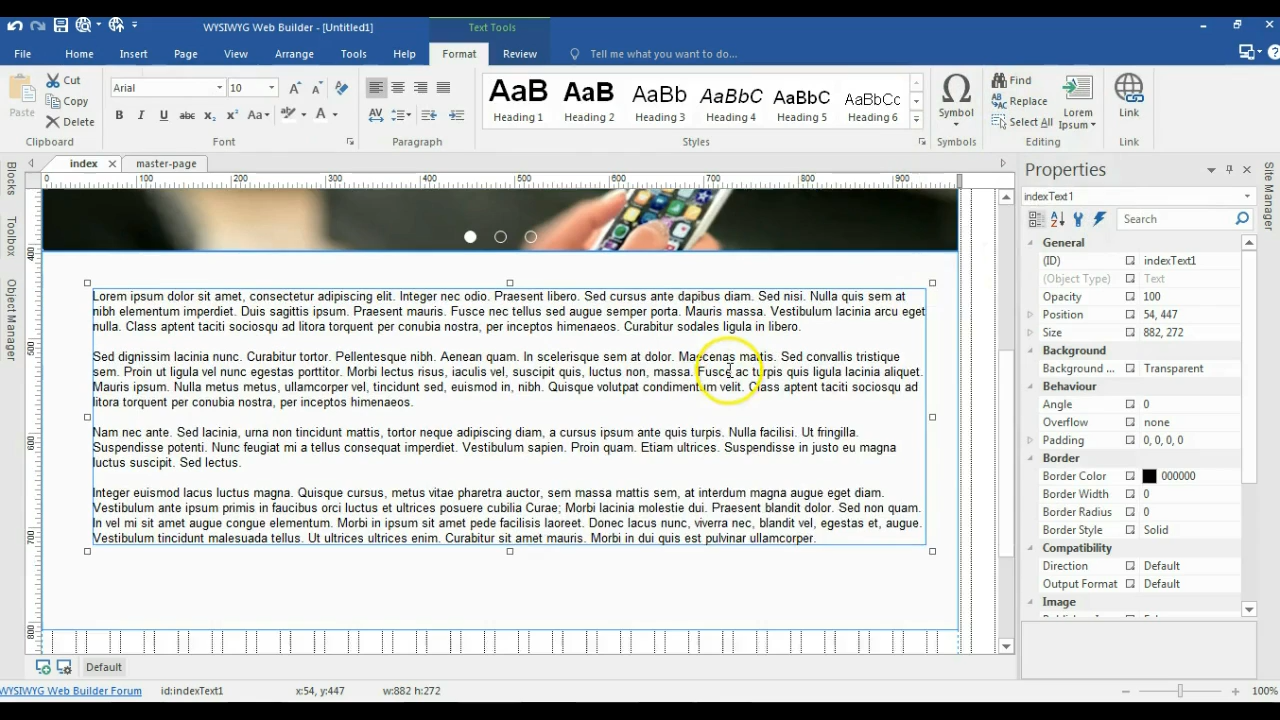 WYSIWYG Web Builder - [Untitled1]
Text Tools
File Home Insert Page View Arrange Tools Help Format Review Tell me what you want to do...
Paste
Cut
Copy
Delete
Clipboard
Arial 10
B I U abc x₂ x² Aa
Font
Paragraph
AaB AaB AaBb AaBbC AaBbC AaBbCc
Heading 1 Heading 2 Heading 3 Heading 4 Heading 5 Heading 6
Styles
Symbol
Symbols
Find
Replace
Select All
Lorem
Ipsum
Editing
Link
Link
Blocks
Toolbox
Object Manager
index master-page
0 100 200 300 400 500 600 700 800 900
400
500
600
700
800
Lorem ipsum dolor sit amet, consectetur adipiscing elit. Integer nec odio. Praesent libero. Sed cursus ante dapibus diam. Sed nisi. Nulla quis sem at
nibh elementum imperdiet. Duis sagittis ipsum. Praesent mauris. Fusce nec tellus sed augue semper porta. Mauris massa. Vestibulum lacinia arcu eget
nulla. Class aptent taciti sociosqu ad litora torquent per conubia nostra, per inceptos himenaeos. Curabitur sodales ligula in libero.
Sed dignissim lacinia nunc. Curabitur tortor. Pellentesque nibh. Aenean quam. In scelerisque sem at dolor. Maecenas mattis. Sed convallis tristique
sem. Proin ut ligula vel nunc egestas porttitor. Morbi lectus risus, iaculis vel, suscipit quis, luctus non, massa. Fusce ac turpis quis ligula lacinia aliquet.
Mauris ipsum. Nulla metus metus, ullamcorper vel, tincidunt sed, euismod in, nibh. Quisque volutpat condimentum velit. Class aptent taciti sociosqu ad
litora torquent per conubia nostra, per inceptos himenaeos.
Nam nec ante. Sed lacinia, urna non tincidunt mattis, tortor neque adipiscing diam, a cursus ipsum ante quis turpis. Nulla facilisi. Ut fringilla.
Suspendisse potenti. Nunc feugiat mi a tellus consequat imperdiet. Vestibulum sapien. Proin quam. Etiam ultrices. Suspendisse in justo eu magna
luctus suscipit. Sed lectus.
Integer euismod lacus luctus magna. Quisque cursus, metus vitae pharetra auctor, sem massa mattis sem, at interdum magna augue eget diam.
Vestibulum ante ipsum primis in faucibus orci luctus et ultrices posuere cubilia Curae; Morbi lacinia molestie dui. Praesent blandit dolor. Sed non quam.
In vel mi sit amet augue congue elementum. Morbi in ipsum sit amet pede facilisis laoreet. Donec lacus nunc, viverra nec, blandit vel, egestas et, augue.
Vestibulum tincidunt malesuada tellus. Ut ultrices ultrices enim. Curabitur sit amet mauris. Morbi in dui quis est pulvinar ullamcorper.
Default
Properties
indexText1
Search
General
(ID) indexText1
(Object Type) Text
Opacity 100
Position 54, 447
Size 882, 272
Background
Background ... Transparent
Behaviour
Angle 0
Overflow none
Padding 0, 0, 0, 0
Border
Border Color 000000
Border Width 0
Border Radius 0
Border Style Solid
Compatibility
Direction Default
Output Format Default
Image
Site Manager
WYSIWYG Web Builder Forum id:indexText1 x:54, y:447 w:882 h:272 100%